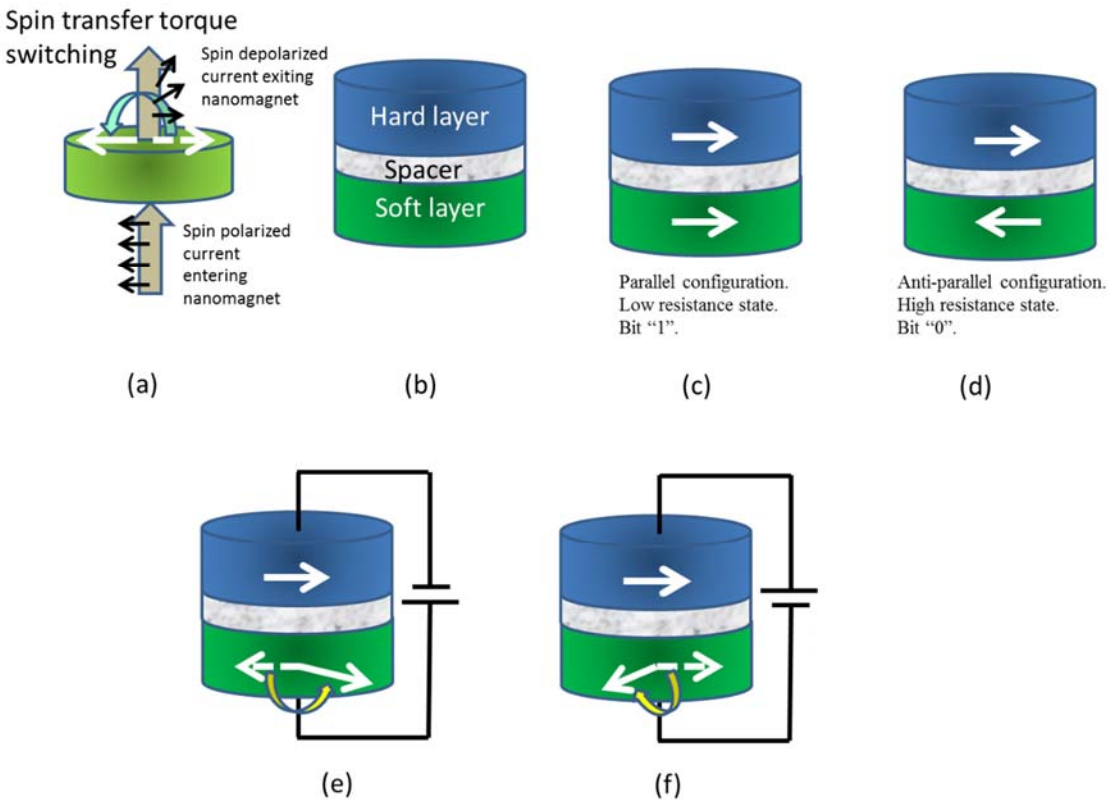 Spin transfer torque
switching
Spin depolarized
current exiting
nanomagnet
Spin polarized
current
entering
nanomagnet
(a)
Hard layer
Spacer
Soft layer
(b)
Parallel configuration.
Low resistance state.
Bit “1”.
(c)
Anti-parallel configuration.
High resistance state.
Bit “0”.
(d)
(e)
(f)